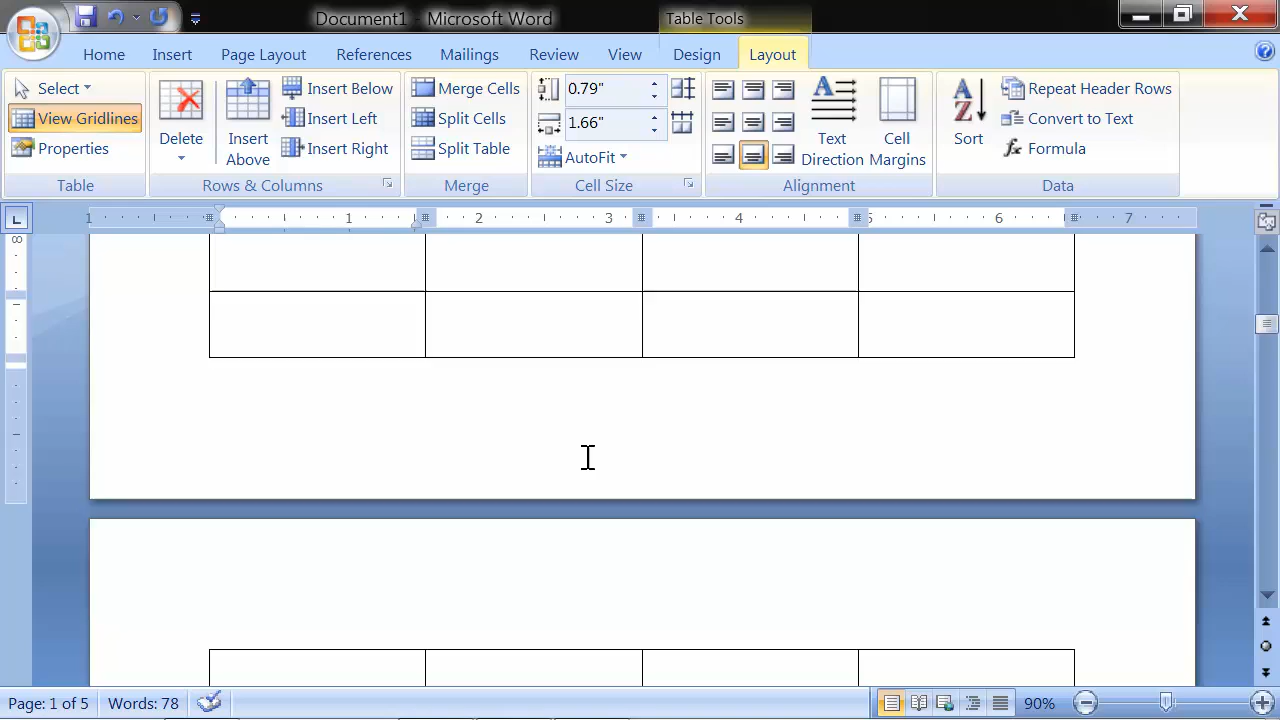 Document1 - Microsoft Word
Table Tools
Home Insert Page Layout References Mailings Review View Design Layout
Select
View Gridlines
Properties
Table
Delete
Insert Above
Insert Below
Insert Left
Insert Right
Rows & Columns
Merge Cells
Split Cells
Split Table
Merge
0.79"
1.66"
AutoFit
Cell Size
Text Direction
Cell Margins
Alignment
A Z
Sort
Repeat Header Rows
Convert to Text
fx Formula
Data
1 1 2 3 4 5 6 7
8
Page: 1 of 5 Words: 78 90%